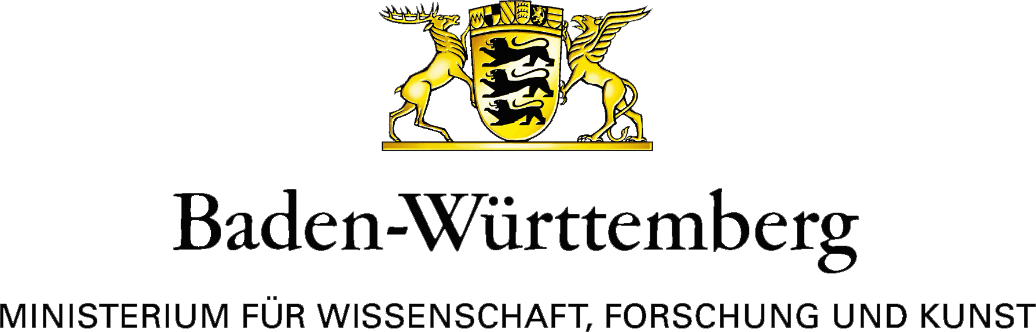 Baden-Württemberg
MINISTERIUM FÜR WISSENSCHAFT, FORSCHUNG UND KUNST